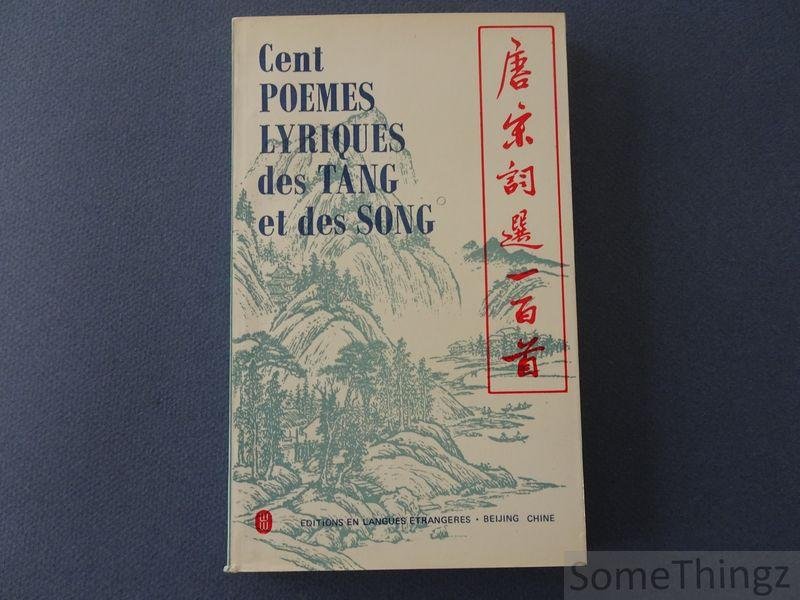 Cent
POEMES
LYRIQUES
des TANG
et des SONG
唐宋詞選一百首
EDITIONS EN LANGUES ETRANGERES • BEIJING CHINE
SomeThingz